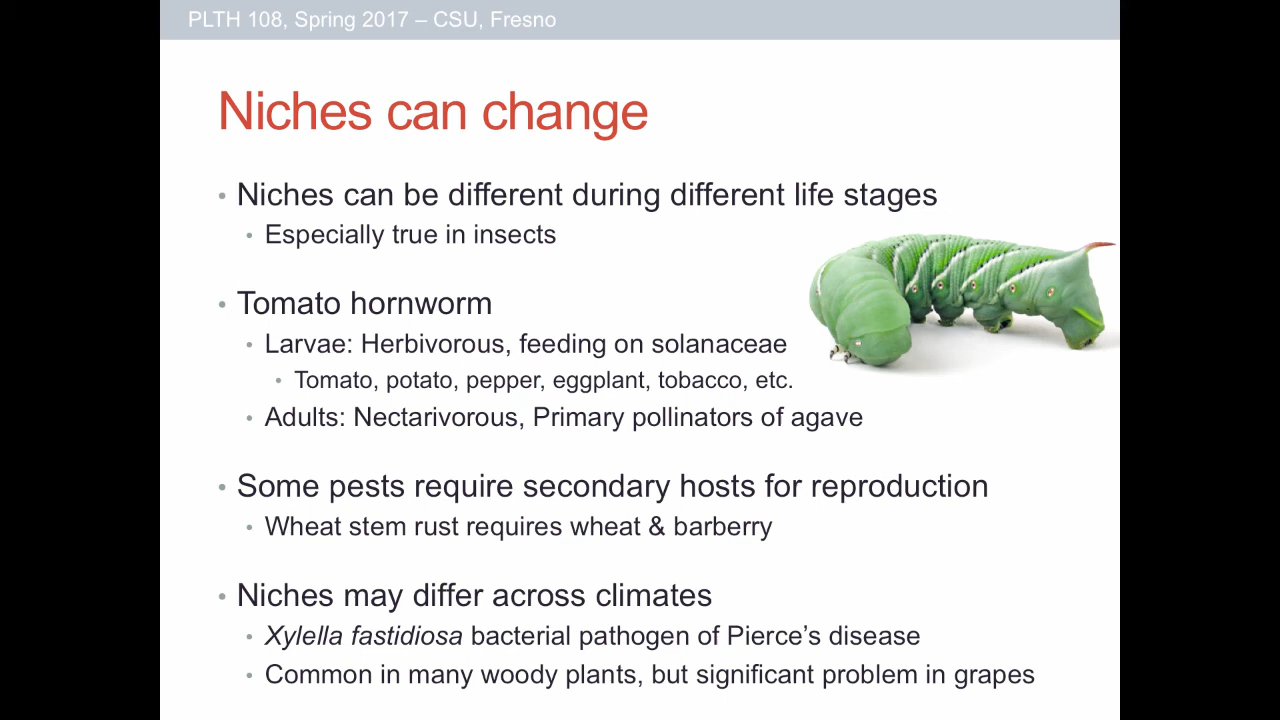 PLTH 108, Spring 2017 – CSU, Fresno
Niches can change
• Niches can be different during different life stages
• Especially true in insects
• Tomato hornworm
• Larvae: Herbivorous, feeding on solanaceae
• Tomato, potato, pepper, eggplant, tobacco, etc.
• Adults: Nectarivorous, Primary pollinators of agave
• Some pests require secondary hosts for reproduction
• Wheat stem rust requires wheat & barberry
• Niches may differ across climates
• Xylella fastidiosa bacterial pathogen of Pierce’s disease
• Common in many woody plants, but significant problem in grapes